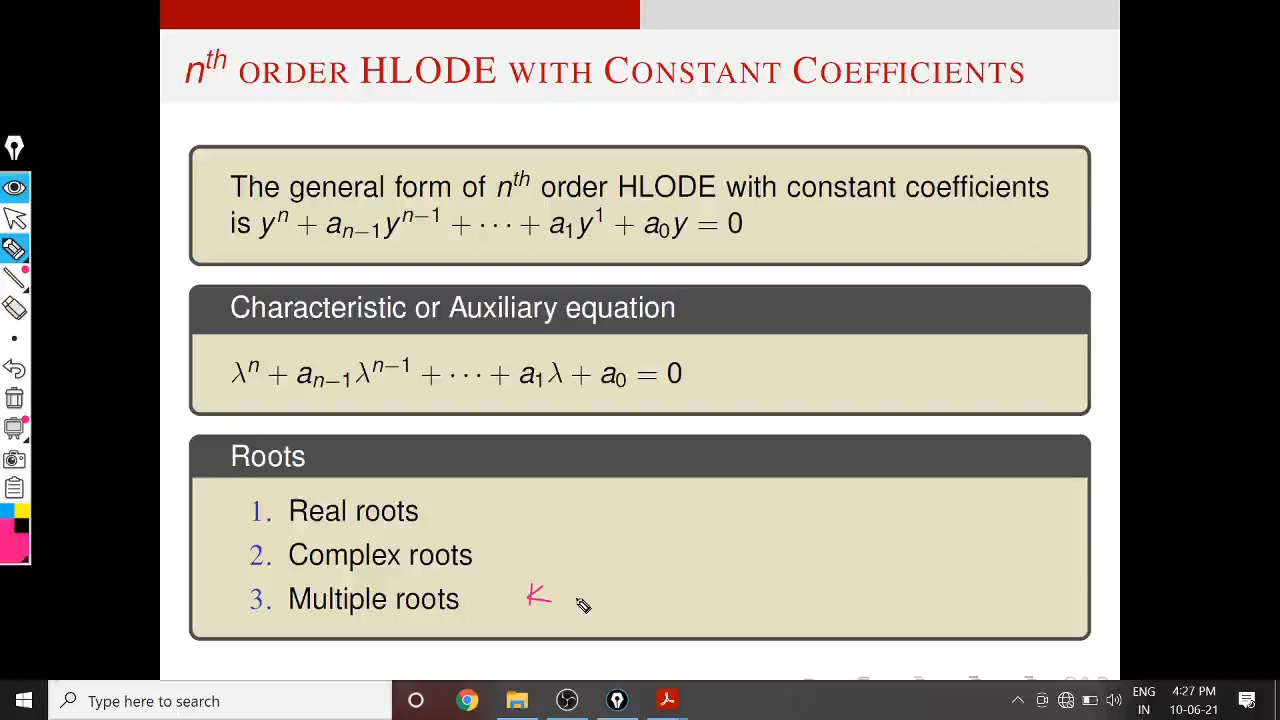 nᵗʰ ORDER HLODE WITH CONSTANT COEFFICIENTS
The general form of nᵗʰ order HLODE with constant coefficients
is yⁿ + aₙ₋₁yⁿ⁻¹ + ⋯ + a₁y¹ + a₀y = 0
Characteristic or Auxiliary equation
λⁿ + aₙ₋₁λⁿ⁻¹ + ⋯ + a₁λ + a₀ = 0
Roots
1. Real roots
2. Complex roots
3. Multiple roots K
Type here to search
ENG 4:27 PM
IN 10-06-21